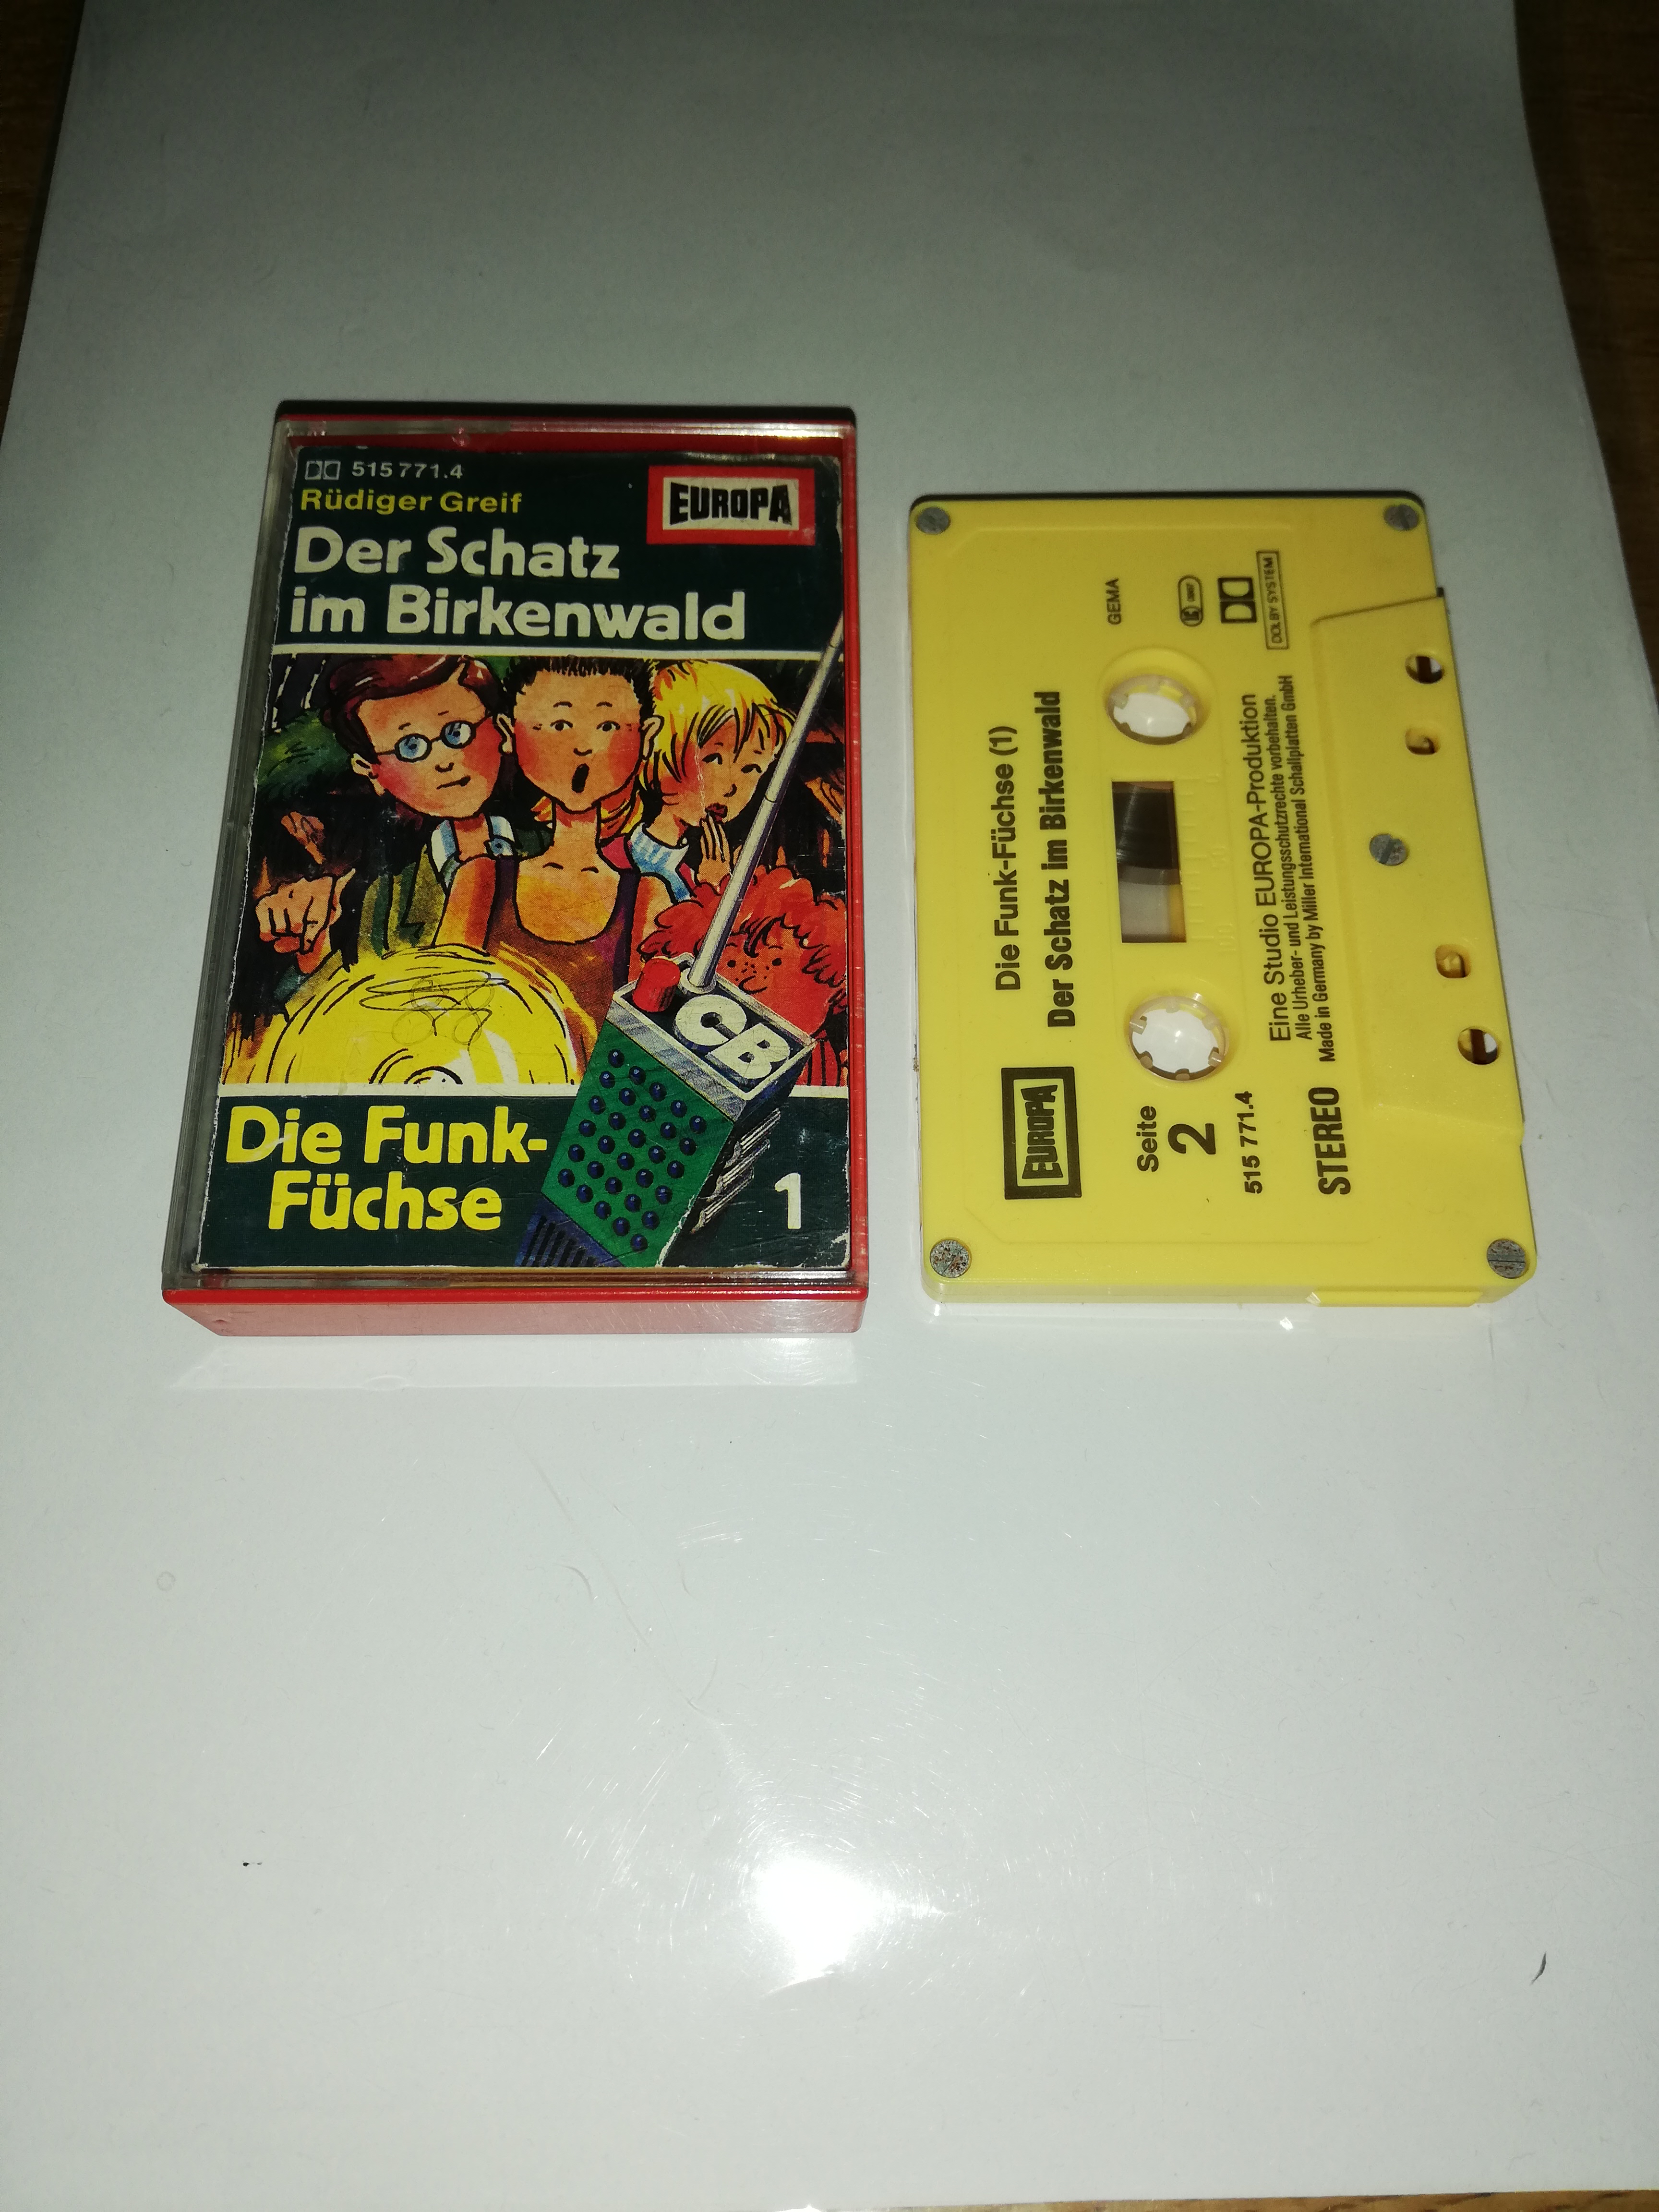 515 771.4
EUROPA
Rüdiger Greif
Der Schatz
im Birkenwald
CB
Die Funk-
Füchse
1
Die Funk-Füchse (1)
Der Schatz im Birkenwald
EUROPA
Seite
2
515 771.4
STEREO
GEMA
DOLBY SYSTEM
Eine Studio EUROPA-Produktion
Alle Urheber- und Leistungsschutzrechte vorbehalten.
Made in Germany by Miller International Schallplatten GmbH